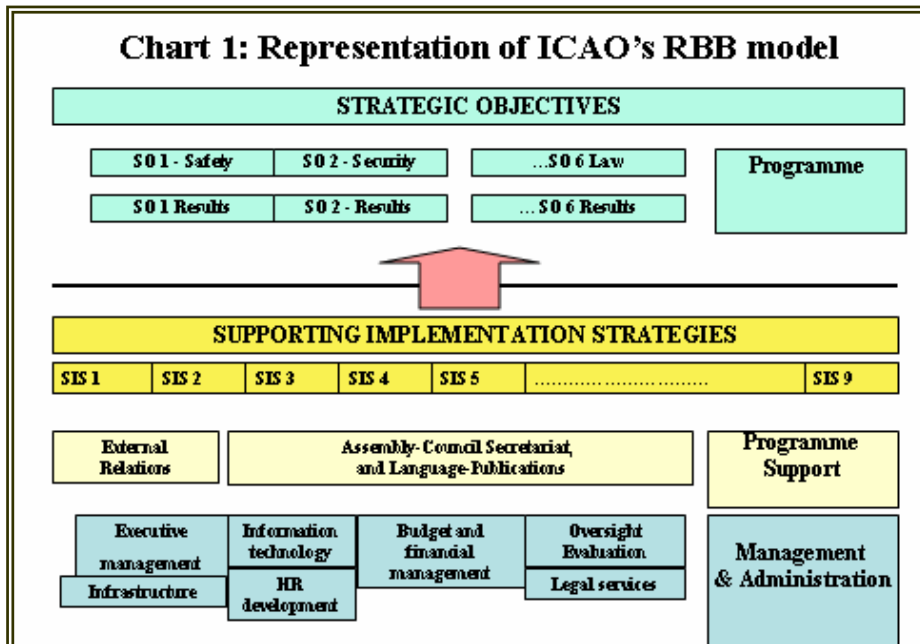 Chart 1: Representation of ICAO's RBB model
STRATEGIC OBJECTIVES
SO 1 - Safety
SO 2 - Security
...SO 6 Law
Programme
SO 1 Results
SO 2 - Results
... SO 6 Results
SUPPORTING IMPLEMENTATION STRATEGIES
SIS 1
SIS 2
SIS 3
SIS 4
SIS 5
................................
SIS 9
External
Relations
Assembly-Council Secretariat,
and Language-Publications
Programme
Support
Executive
management
Infrastructure
Information
technology
HR
development
Budget and
financial
management
Oversight
Evaluation
Legal services
Management
& Administration